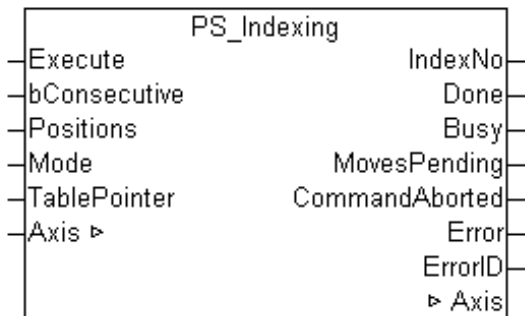 PS_Indexing
Execute IndexNo
bConsecutive Done
Positions Busy
Mode MovesPending
TablePointer CommandAborted
Axis ▹ Error
ErrorID
▹ Axis